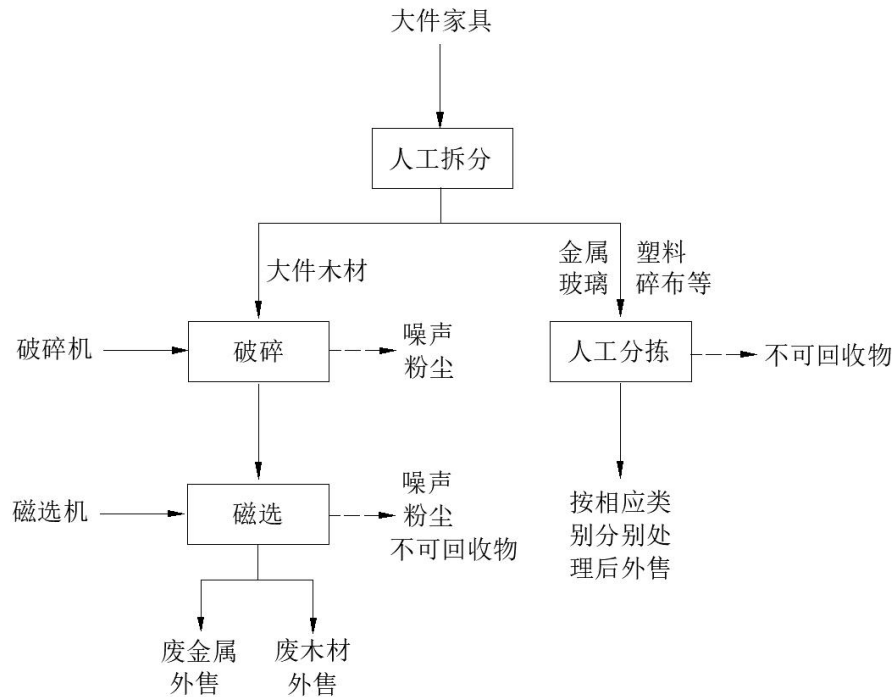 大件家具
人工拆分
大件木材
金属
玻璃
塑料
碎布等
破碎机
破碎
噪声
粉尘
人工分拣
不可回收物
磁选机
磁选
噪声
粉尘
不可回收物
按相应类
别分别处
理后外售
废金属
外售
废木材
外售